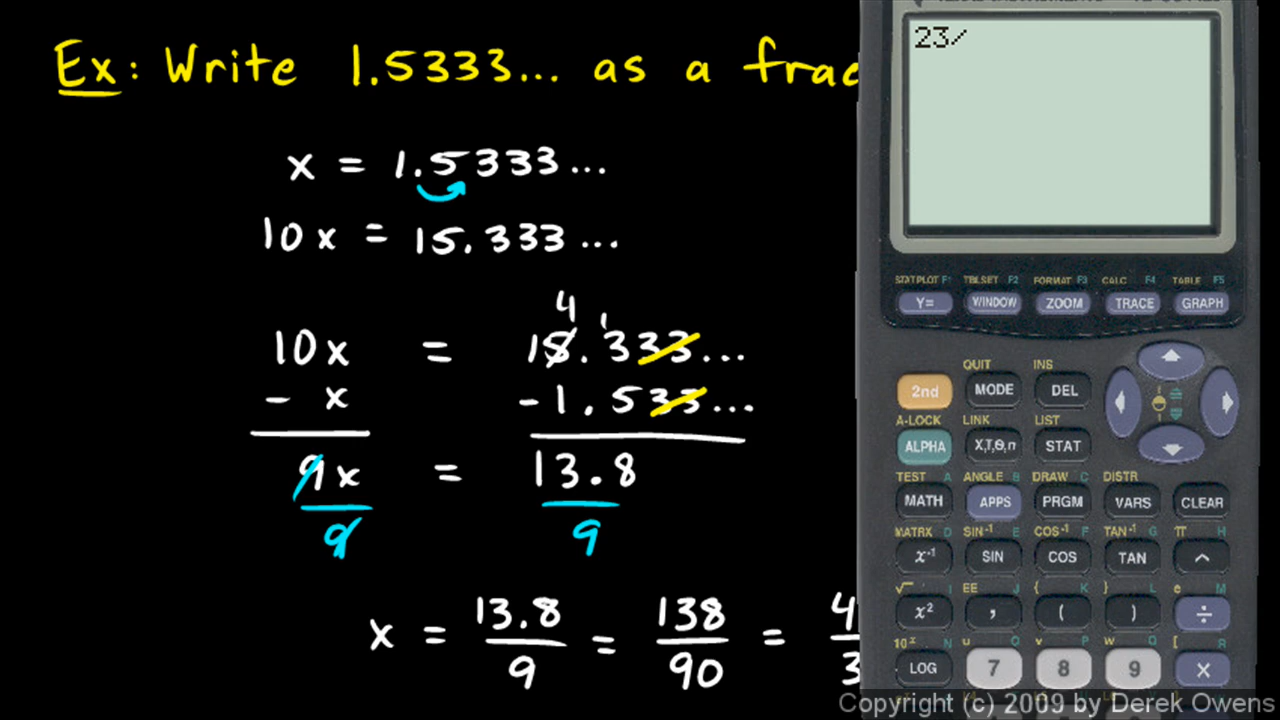 Ex: Write 1.5333... as a frac
x = 1.5333...
10x = 15.333...
4 1
10x = 15.333...
- x -1.533...
9x = 13.8
9 9
x = 13.8/9 = 138/90 = 4 3
23/
STAT PLOT F1 TBLSET F2 FORMAT F3 CALC F4 TABLE F5
Y= WINDOW ZOOM TRACE GRAPH
QUIT INS
2nd MODE DEL
A-LOCK LINK LIST
ALPHA X,T,Θ,n STAT
TEST A ANGLE B DRAW C DISTR
MATH APPS PRGM VARS CLEAR
MATRX D SIN⁻¹ E COS⁻¹ F TAN⁻¹ G π H
x⁻¹ SIN COS TAN ^
√ I EE J { K } L e M
x² , ( ) ÷
10ˣ N u O v P w Q [ R
LOG 7 8 9 ×
Copyright (c) 2009 by Derek Owens